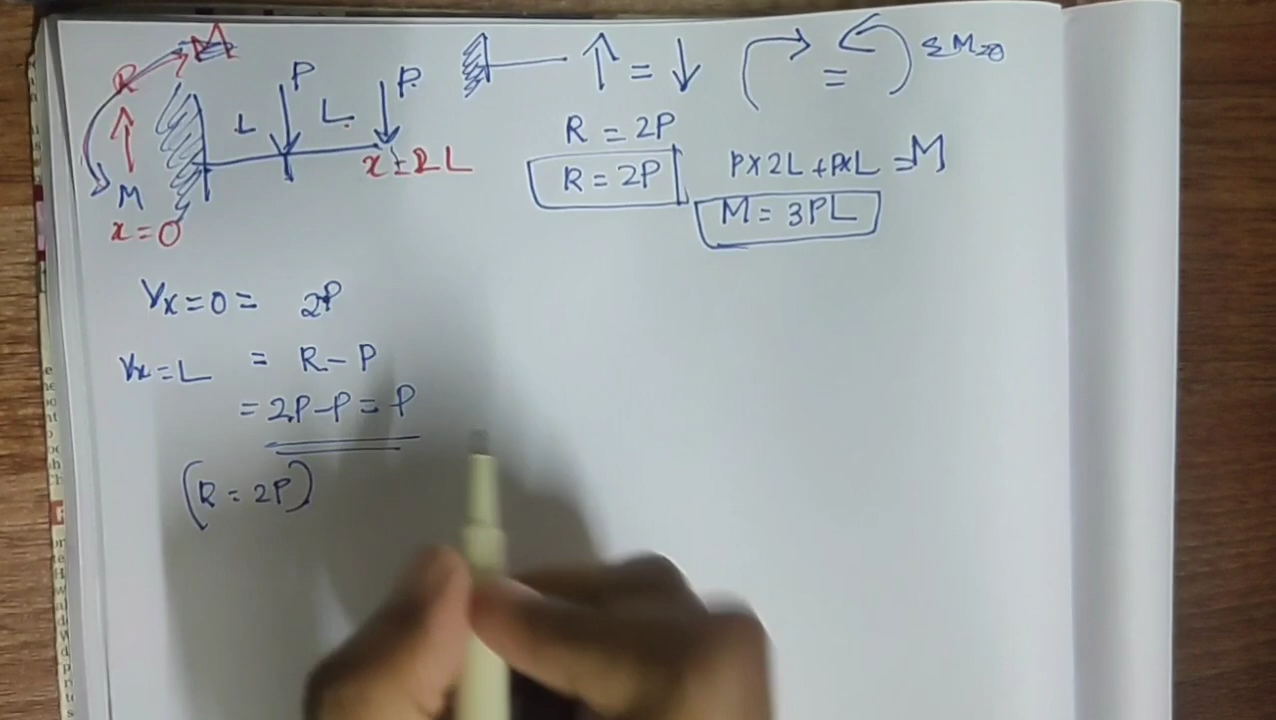 R
M
P
P
L
L
x = 2L
M
x = 0
ΣM=0
R = 2P
R = 2P
P×2L+P×L = M
M = 3PL
Vx=0 = 2P
Vx=L = R-P
= 2P-P = P
(R = 2P)